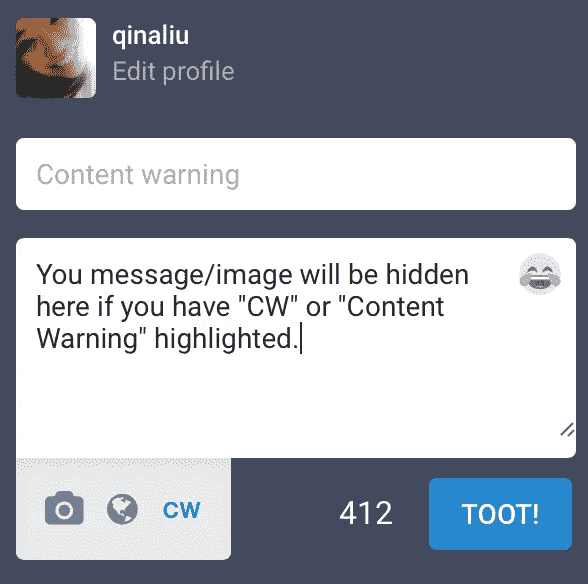 qinaliu
Edit profile
Content warning
You message/image will be hidden
here if you have "CW" or "Content
Warning" highlighted.
CW
412
TOOT!